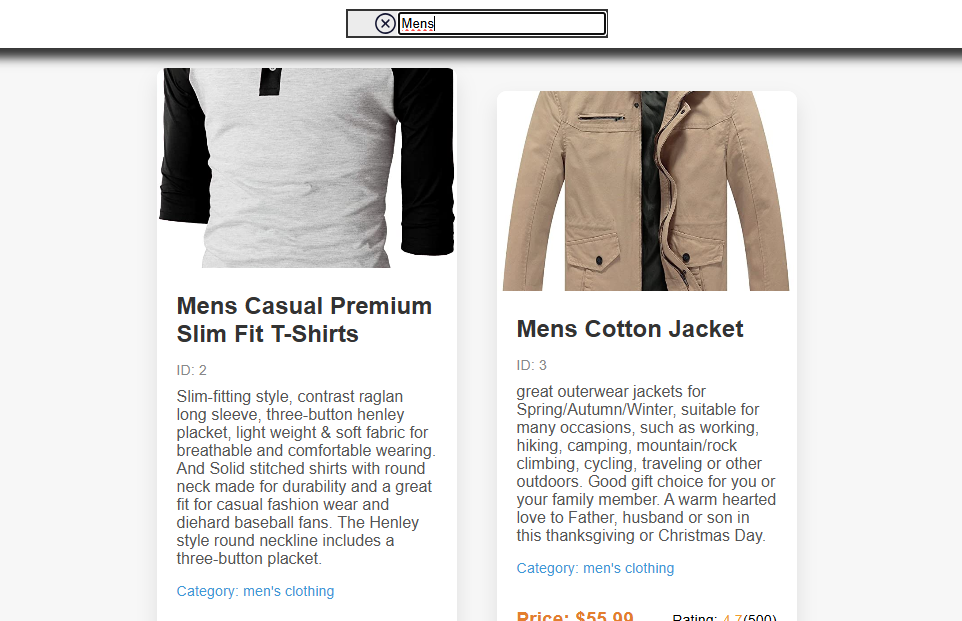 Mens
Mens Casual Premium
Slim Fit T-Shirts
ID: 2
Slim-fitting style, contrast raglan
long sleeve, three-button henley
placket, light weight & soft fabric for
breathable and comfortable wearing.
And Solid stitched shirts with round
neck made for durability and a great
fit for casual fashion wear and
diehard baseball fans. The Henley
style round neckline includes a
three-button placket.
Category: men's clothing
Mens Cotton Jacket
ID: 3
great outerwear jackets for
Spring/Autumn/Winter, suitable for
many occasions, such as working,
hiking, camping, mountain/rock
climbing, cycling, traveling or other
outdoors. Good gift choice for you or
your family member. A warm hearted
love to Father, husband or son in
this thanksgiving or Christmas Day.
Category: men's clothing
Price: $55.99 Rating: 4.7(500)